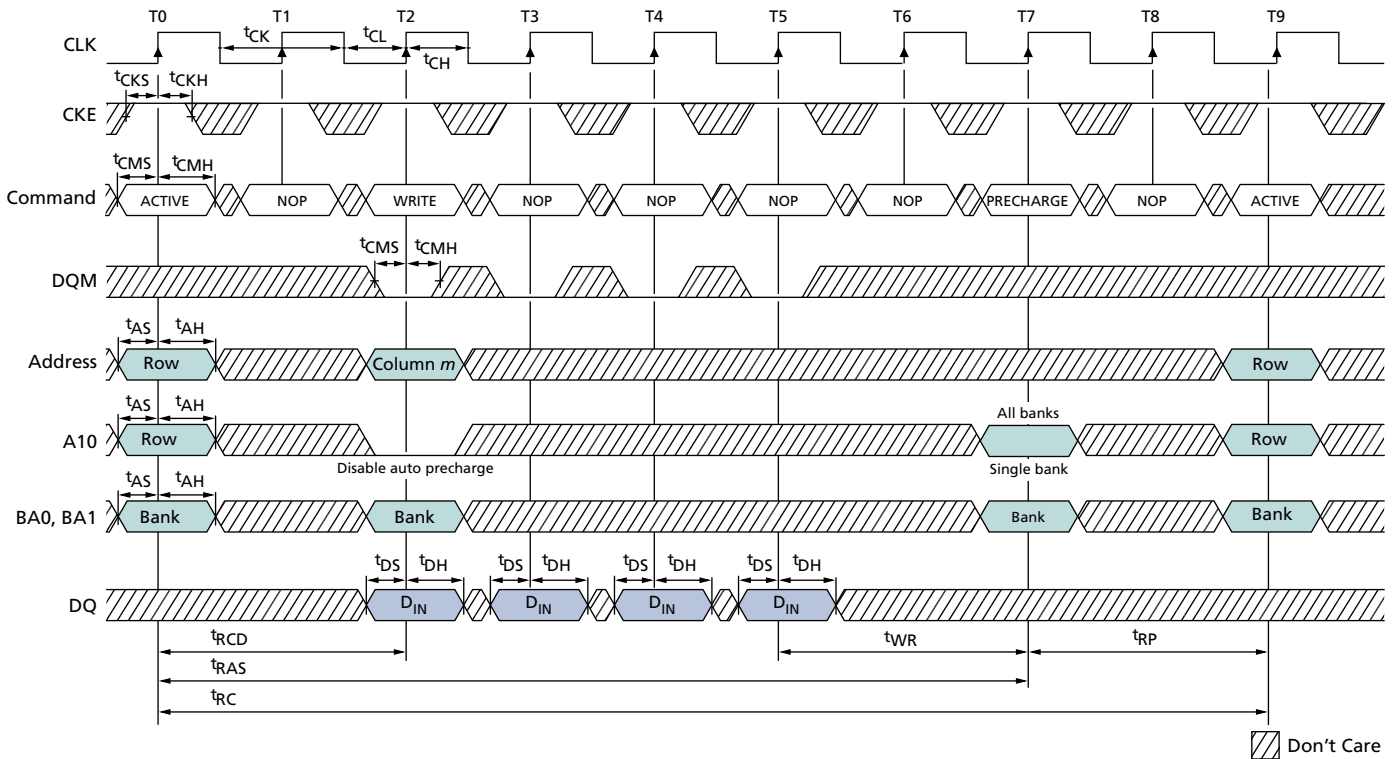 T0 T1 T2 T3 T4 T5 T6 T7 T8 T9
CLK tCK tCL tCH
tCKS tCKH
CKE
tCMS tCMH
Command ACTIVE NOP WRITE NOP NOP NOP NOP PRECHARGE NOP ACTIVE
tCMS tCMH
DQM
tAS tAH
Address Row Column m Row
tAS tAH All banks
A10 Row Row
Disable auto precharge Single bank
tAS tAH
BA0, BA1 Bank Bank Bank Bank
tDS tDH tDS tDH tDS tDH tDS tDH
DQ DIN DIN DIN DIN
tRCD tWR tRP
tRAS
tRC
Don't Care